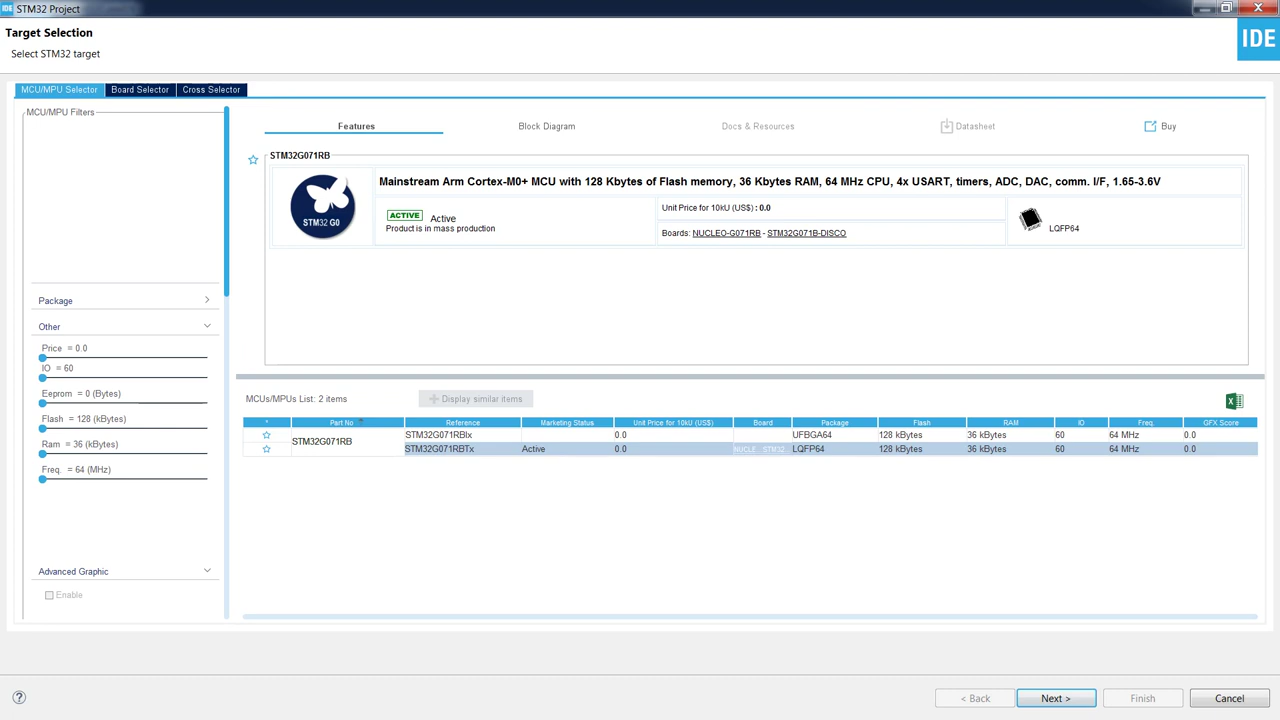 IDE STM32 Project
Target Selection
Select STM32 target
IDE
MCU/MPU Selector Board Selector Cross Selector
MCU/MPU Filters
Package
Other
Price = 0.0
IO = 60
Eeprom = 0 (Bytes)
Flash = 128 (kBytes)
Ram = 36 (kBytes)
Freq. = 64 (MHz)
Advanced Graphic
Enable
Features Block Diagram Docs & Resources Datasheet Buy
STM32G071RB
STM32 G0
Mainstream Arm Cortex-M0+ MCU with 128 Kbytes of Flash memory, 36 Kbytes RAM, 64 MHz CPU, 4x USART, timers, ADC, DAC, comm. I/F, 1.65-3.6V
ACTIVE Active
Product is in mass production
Unit Price for 10kU (US$) : 0.0
Boards: NUCLEO-G071RB - STM32G071B-DISCO
LQFP64
MCUs/MPUs List: 2 items Display similar items
* Part No Reference Marketing Status Unit Price for 10kU (US$) Board Package Flash RAM IO Freq. GFX Score
STM32G071RB
STM32G071RBIx 0.0 UFBGA64 128 kBytes 36 kBytes 60 64 MHz 0.0
STM32G071RBTx Active 0.0 NUCLE... STM32... LQFP64 128 kBytes 36 kBytes 60 64 MHz 0.0
? < Back Next > Finish Cancel